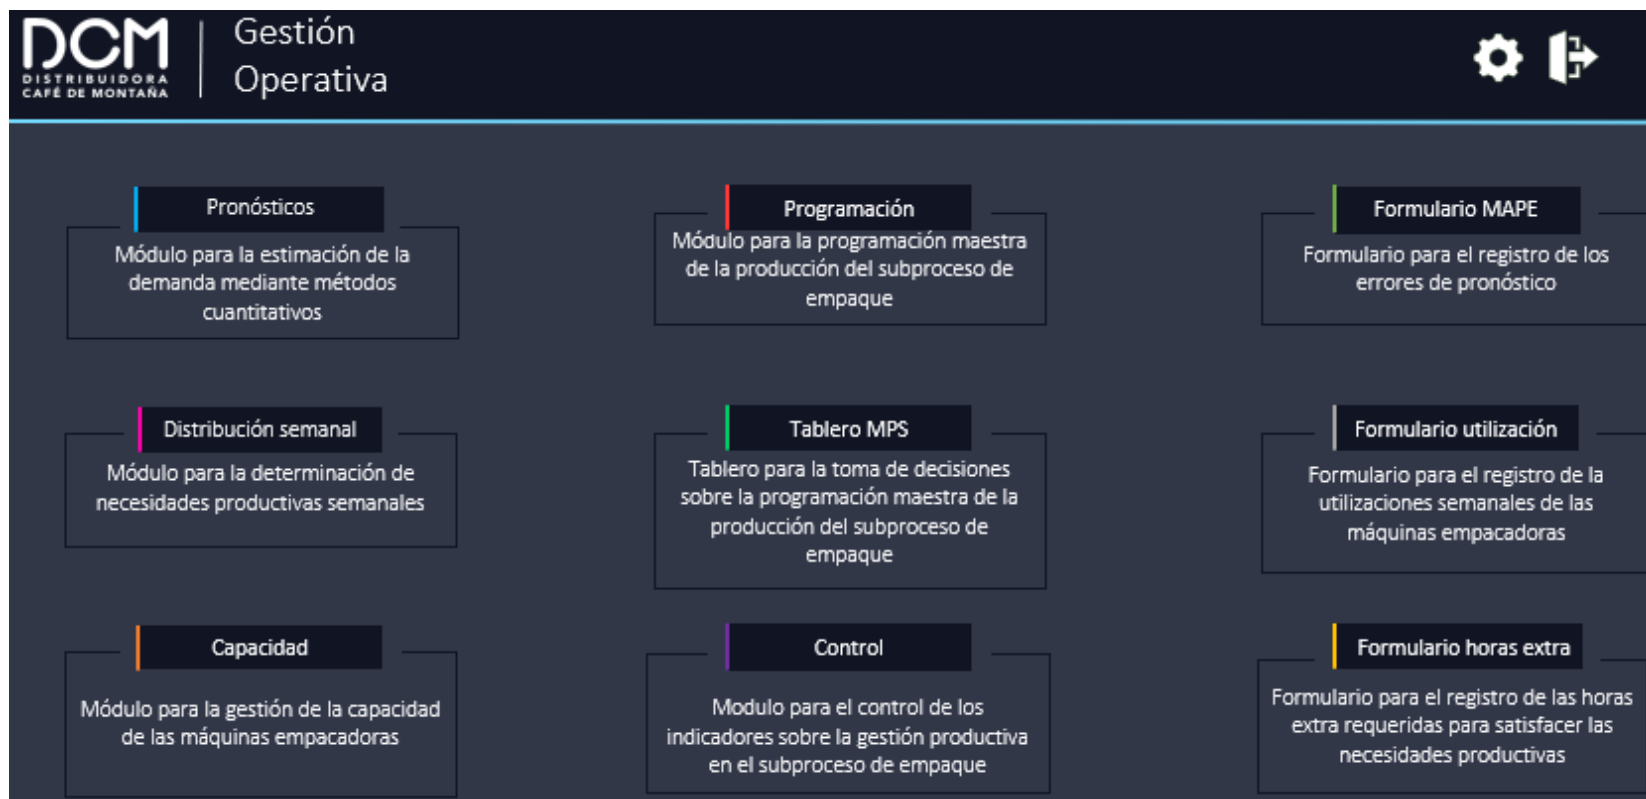 DCM
DISTRIBUIDORA
CAFÉ DE MONTAÑA
Gestión
Operativa
Pronósticos
Módulo para la estimación de la
demanda mediante métodos
cuantitativos
Programación
Módulo para la programación maestra
de la producción del subproceso de
empaque
Formulario MAPE
Formulario para el registro de los
errores de pronóstico
Distribución semanal
Módulo para la determinación de
necesidades productivas semanales
Tablero MPS
Tablero para la toma de decisiones
sobre la programación maestra de la
producción del subproceso de
empaque
Formulario utilización
Formulario para el registro de la
utilizaciones semanales de las
máquinas empacadoras
Capacidad
Módulo para la gestión de la capacidad
de las máquinas empacadoras
Control
Modulo para el control de los
indicadores sobre la gestión productiva
en el subproceso de empaque
Formulario horas extra
Formulario para el registro de las horas
extra requeridas para satisfacer las
necesidades productivas